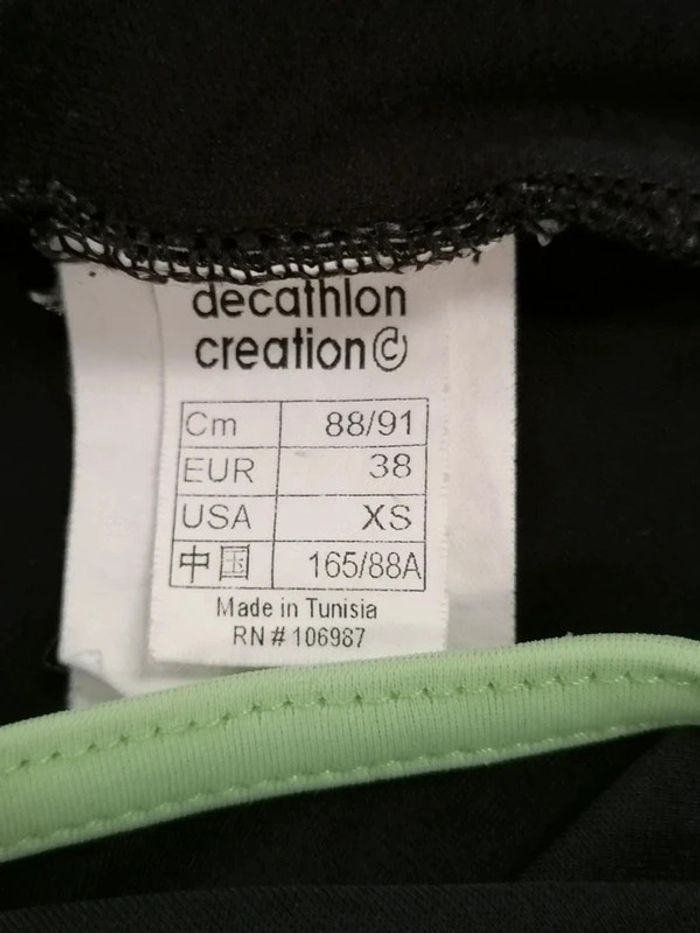 decathlon
creation©
Cm 88/91
EUR 38
USA XS
中国 165/88A
Made in Tunisia
RN # 106987